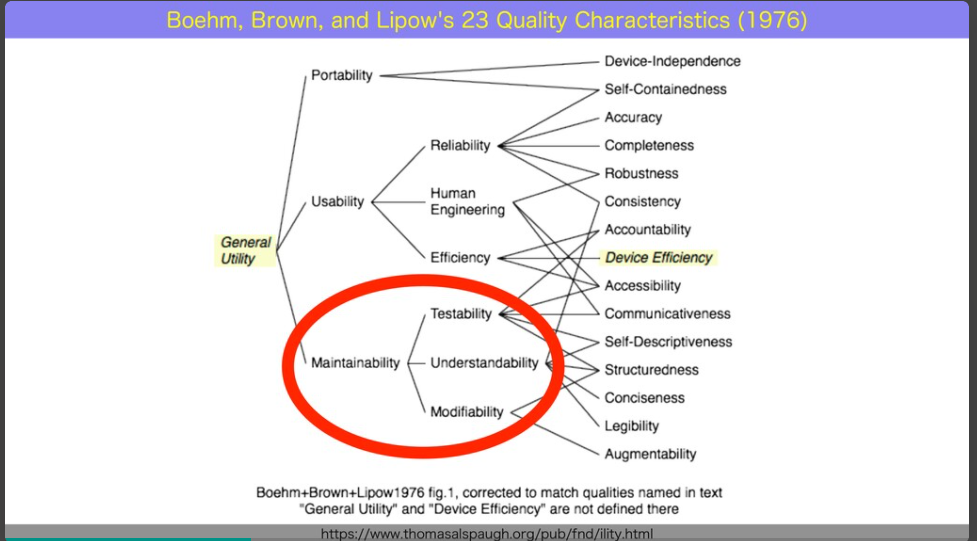 Boehm, Brown, and Lipow's 23 Quality Characteristics (1976)
Device-Independence
Portability
Self-Containedness
Accuracy
Reliability
Completeness
Robustness
Usability
Human
Engineering
Consistency
Accountability
General
Utility
Efficiency
Device Efficiency
Accessibility
Testability
Communicativeness
Self-Descriptiveness
Maintainability
Understandability
Structuredness
Conciseness
Modifiability
Legibility
Augmentability
Boehm+Brown+Lipow1976 fig.1, corrected to match qualities named in text
"General Utility" and "Device Efficiency" are not defined there
https://www.thomasalspaugh.org/pub/fnd/ility.html